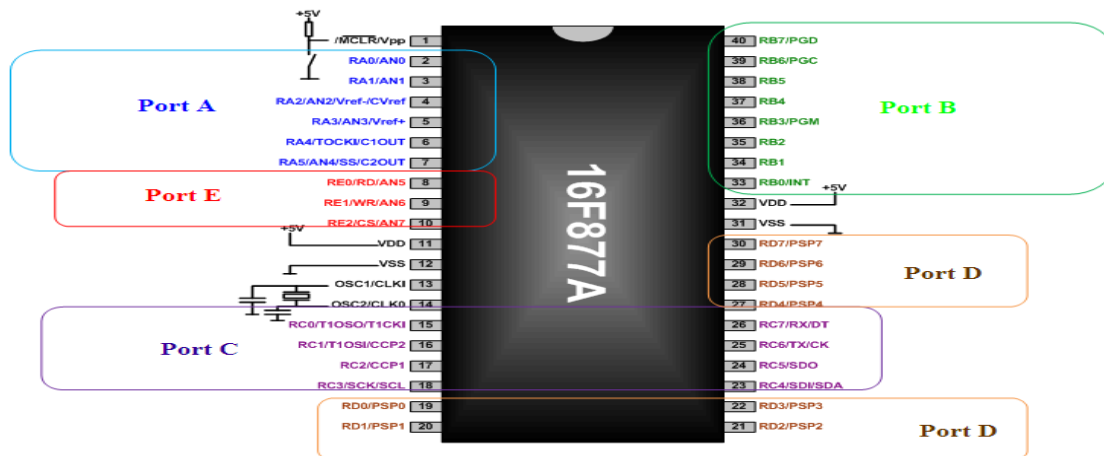 +5V
/MCLR/Vpp 1
RA0/AN0 2
RA1/AN1 3
RA2/AN2/Vref-/CVref 4
RA3/AN3/Vref+ 5
RA4/TOCKI/C1OUT 6
RA5/AN4/SS/C2OUT 7
Port A
RE0/RD/AN5 8
RE1/WR/AN6 9
RE2/CS/AN7 10
Port E
+5V
VDD 11
VSS 12
OSC1/CLKI 13
OSC2/CLK0 14
RC0/T1OSO/T1CKI 15
RC1/T1OSI/CCP2 16
RC2/CCP1 17
RC3/SCK/SCL 18
Port C
RD0/PSP0 19
RD1/PSP1 20
16F877A
40 RB7/PGD
39 RB6/PGC
38 RB5
37 RB4
36 RB3/PGM
35 RB2
34 RB1
33 RB0/INT
Port B
+5V
32 VDD
31 VSS
30 RD7/PSP7
29 RD6/PSP6
28 RD5/PSP5
27 RD4/PSP4
Port D
26 RC7/RX/DT
25 RC6/TX/CK
24 RC5/SDO
23 RC4/SDI/SDA
22 RD3/PSP3
21 RD2/PSP2
Port D